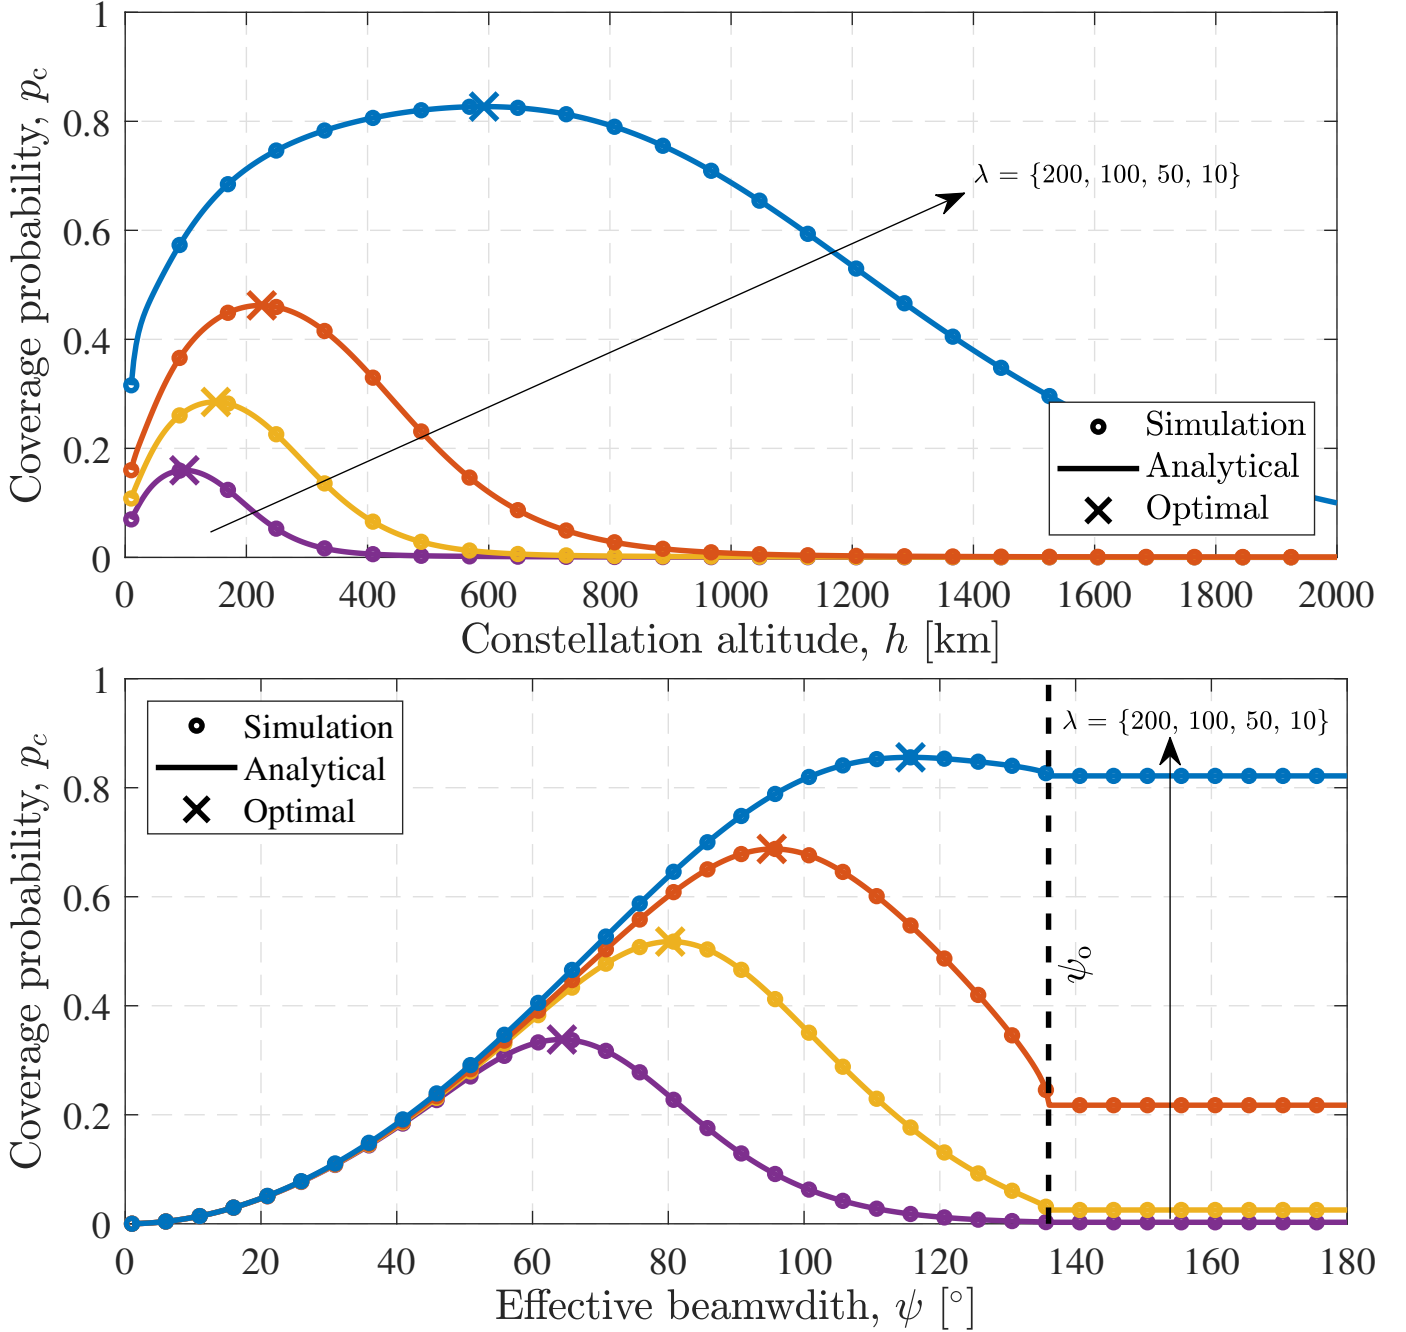 1
0.8
0.6
0.4
0.2
0
Coverage probability, p_c
λ = {200, 100, 50, 10}
Simulation
Analytical
Optimal
0 200 400 600 800 1000 1200 1400 1600 1800 2000
Constellation altitude, h [km]
1
0.8
0.6
0.4
0.2
0
Coverage probability, p_c
Simulation
Analytical
Optimal
λ = {200, 100, 50, 10}
ψ_o
0 20 40 60 80 100 120 140 160 180
Effective beamwdith, ψ [°]